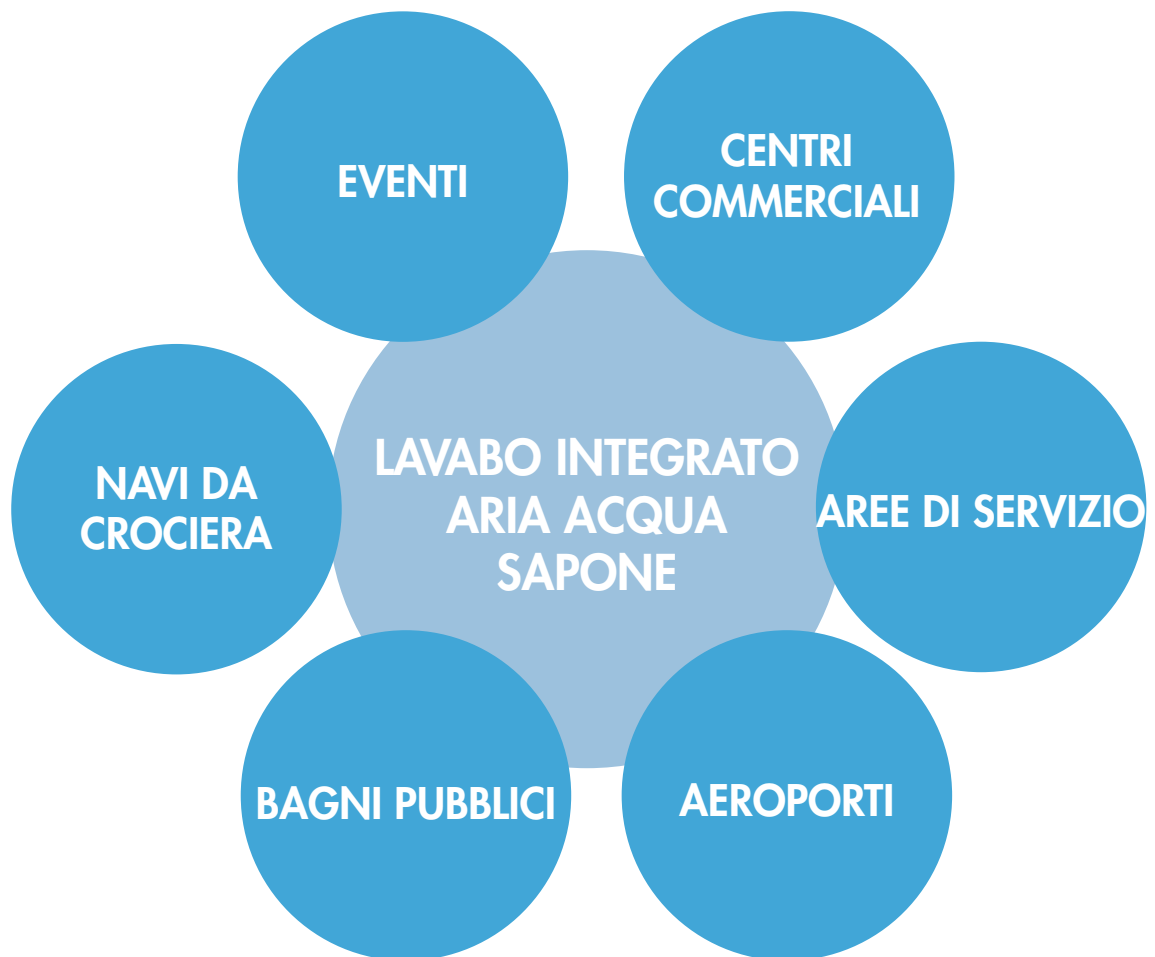 EVENTI
CENTRI
COMMERCIALI
NAVI DA
CROCIERA
LAVABO INTEGRATO
ARIA ACQUA
SAPONE
AREE DI SERVIZIO
BAGNI PUBBLICI
AEROPORTI